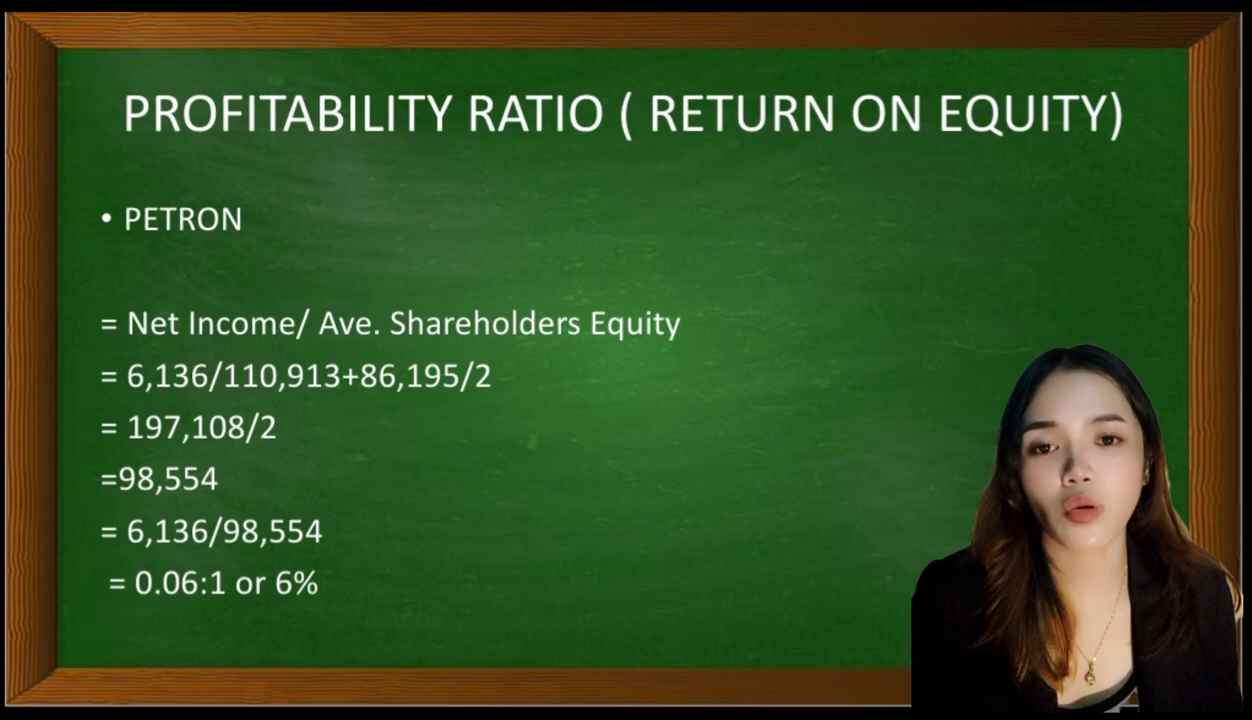 PROFITABILITY RATIO ( RETURN ON EQUITY)
• PETRON
= Net Income/ Ave. Shareholders Equity
= 6,136/110,913+86,195/2
= 197,108/2
=98,554
= 6,136/98,554
= 0.06:1 or 6%